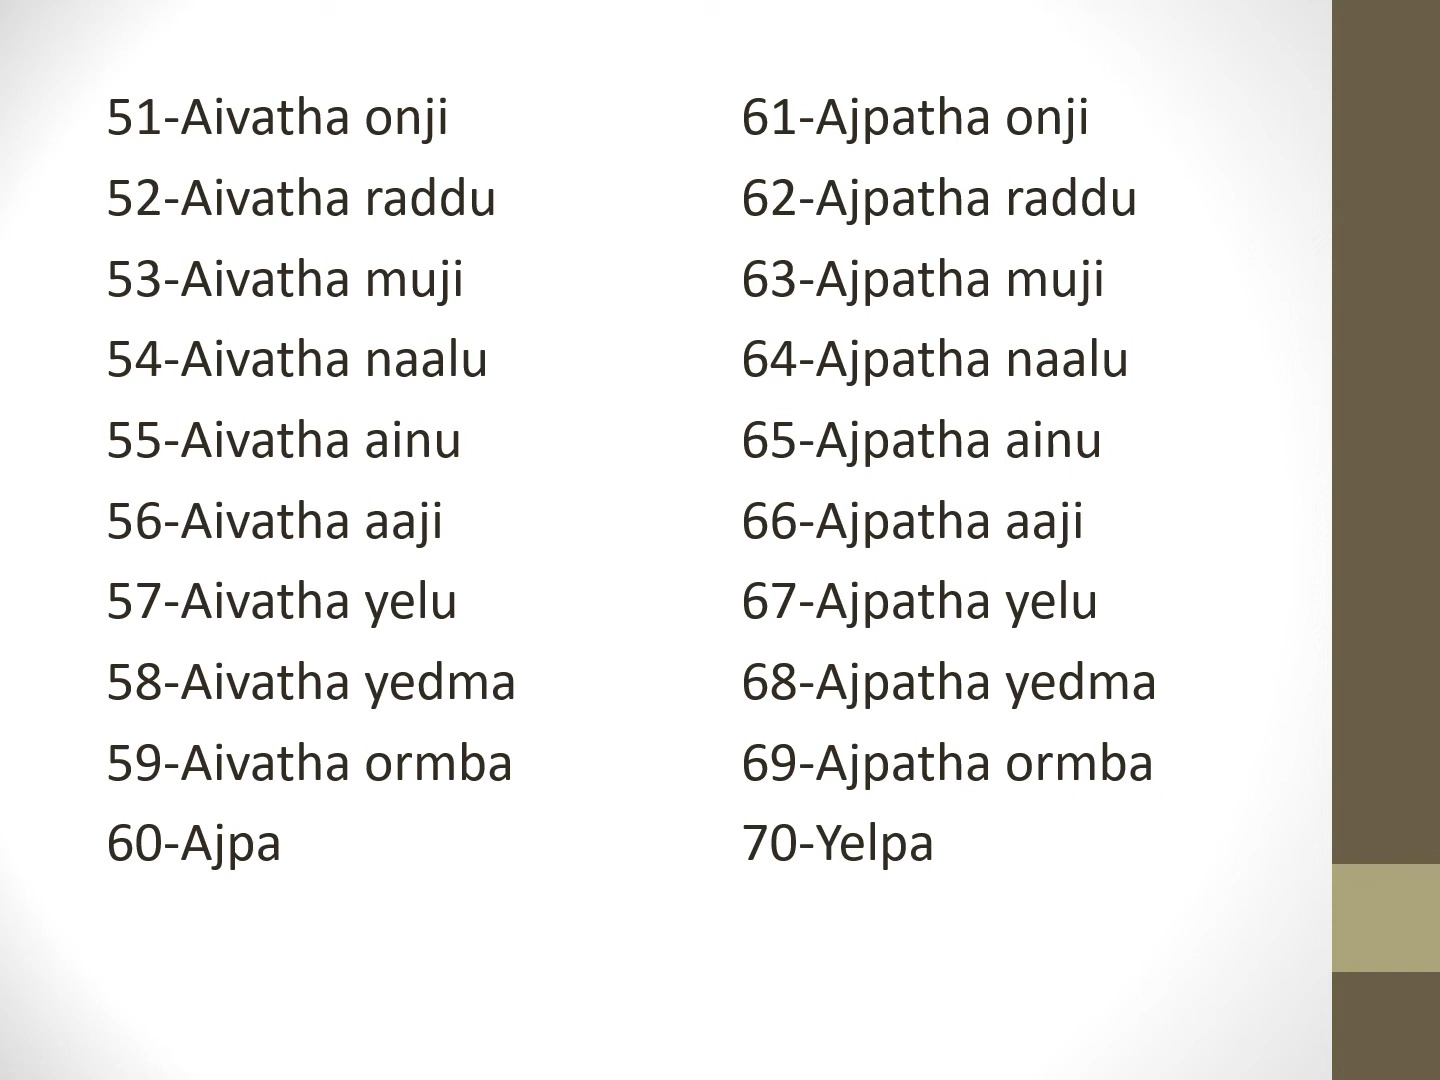 51-Aivatha onji
52-Aivatha raddu
53-Aivatha muji
54-Aivatha naalu
55-Aivatha ainu
56-Aivatha aaji
57-Aivatha yelu
58-Aivatha yedma
59-Aivatha ormba
60-Ajpa
61-Ajpatha onji
62-Ajpatha raddu
63-Ajpatha muji
64-Ajpatha naalu
65-Ajpatha ainu
66-Ajpatha aaji
67-Ajpatha yelu
68-Ajpatha yedma
69-Ajpatha ormba
70-Yelpa